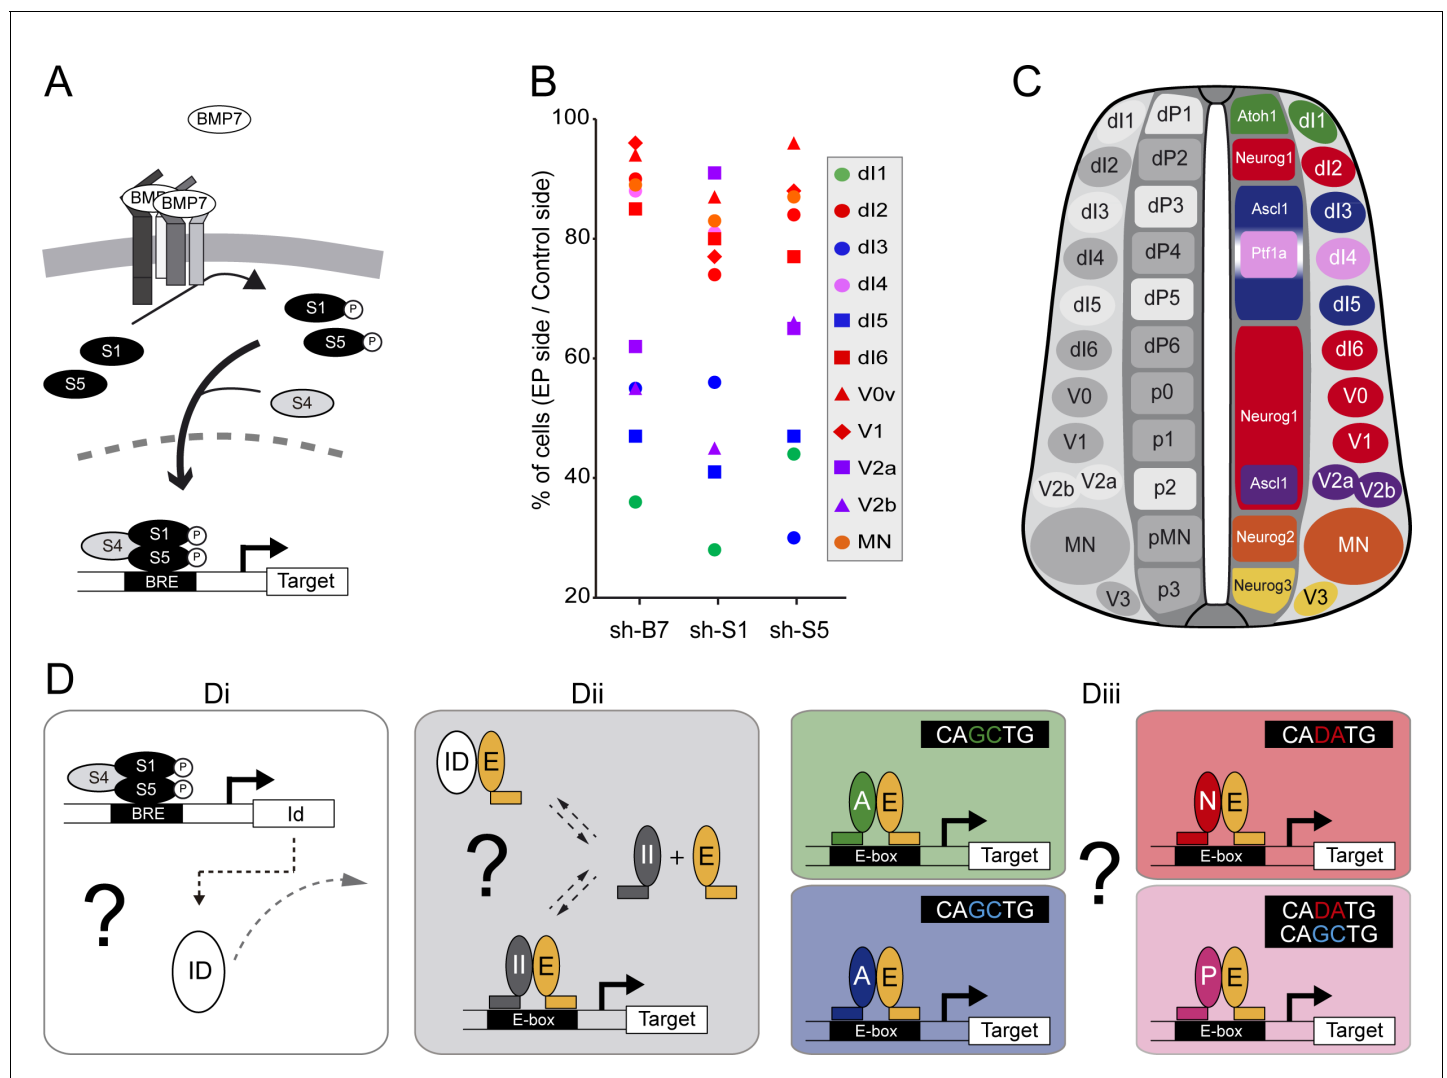 A
BMP7
BMP7
S1
P
S5
P
S1
S5
S4
S1
P
S4
S5
P
BRE
Target
B
% of cells (EP side / Control side)
100
80
60
40
20
sh-B7
sh-S1
sh-S5
dI1
dI2
dI3
dI4
dI5
dI6
V0v
V1
V2a
V2b
MN
C
dI1
dP1
Atoh1
dI1
dI2
dP2
Neurog1
dI2
dI3
dP3
Ascl1
dI3
dI4
dP4
Ptf1a
dI4
dI5
dP5
dI5
dI6
dP6
dI6
V0
p0
Neurog1
V0
V1
p1
V1
V2b
V2a
p2
Ascl1
V2a
V2b
MN
pMN
Neurog2
MN
V3
p3
Neurog3
V3
D
Di
S1
P
S4
S5
P
BRE
Id
?
ID
Dii
ID
E
?
II
+
E
II
E
E-box
Target
Diii
CAGCTG
A
E
E-box
Target
CAGCTG
A
E
E-box
Target
?
CADATG
N
E
E-box
Target
CADATG
CAGCTG
P
E
E-box
Target